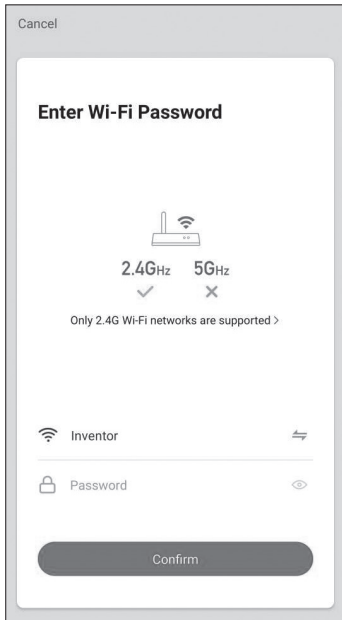 Cancel
Enter Wi-Fi Password
2.4GHz 5GHz
Only 2.4G Wi-Fi networks are supported >
Inventor
Password
Confirm